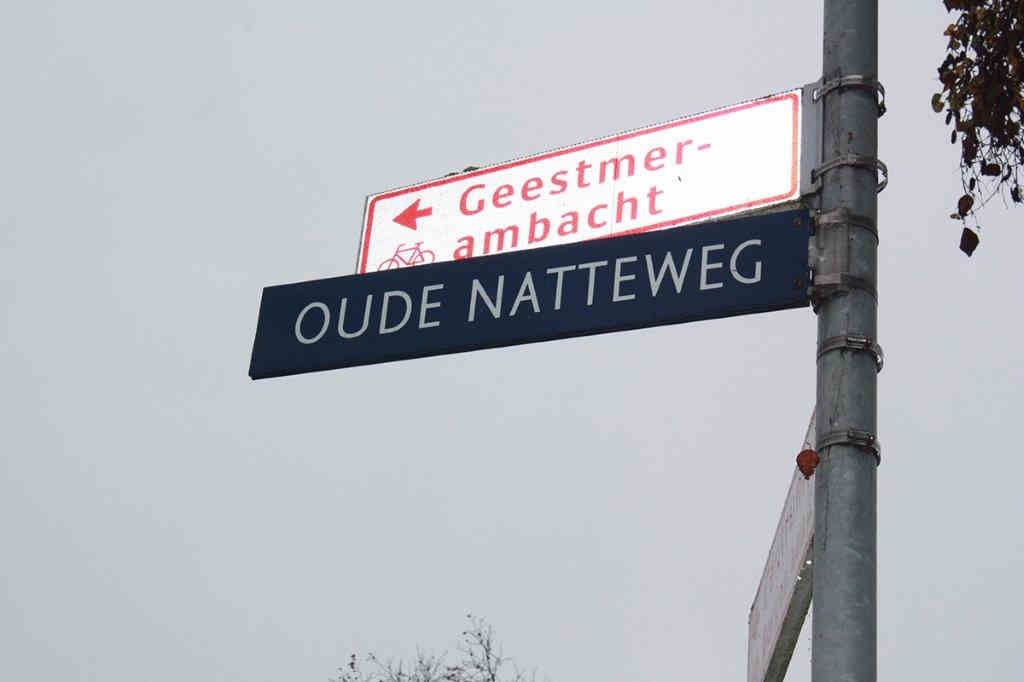 Geestmer-
ambacht
OUDE NATTEWEG